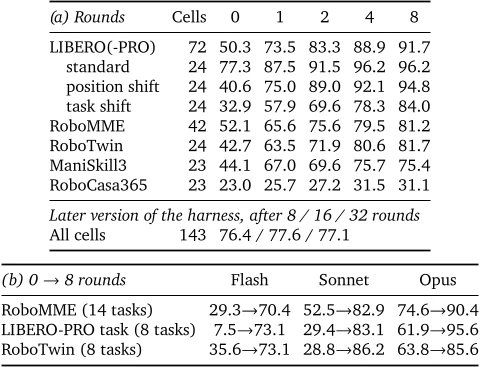 (a) Rounds Cells 0 1 2 4 8
LIBERO(-PRO) 72 50.3 73.5 83.3 88.9 91.7
standard 24 77.3 87.5 91.5 96.2 96.2
position shift 24 40.6 75.0 89.0 92.1 94.8
task shift 24 32.9 57.9 69.6 78.3 84.0
RoboMME 42 52.1 65.6 75.6 79.5 81.2
RoboTwin 24 42.7 63.5 71.9 80.6 81.7
ManiSkill3 23 44.1 67.0 69.6 75.7 75.4
RoboCasa365 23 23.0 25.7 27.2 31.5 31.1
Later version of the harness, after 8 / 16 / 32 rounds
All cells 143 76.4 / 77.6 / 77.1
(b) 0 → 8 rounds Flash Sonnet Opus
RoboMME (14 tasks) 29.3→70.4 52.5→82.9 74.6→90.4
LIBERO-PRO task (8 tasks) 7.5→73.1 29.4→83.1 61.9→95.6
RoboTwin (8 tasks) 35.6→73.1 28.8→86.2 63.8→85.6